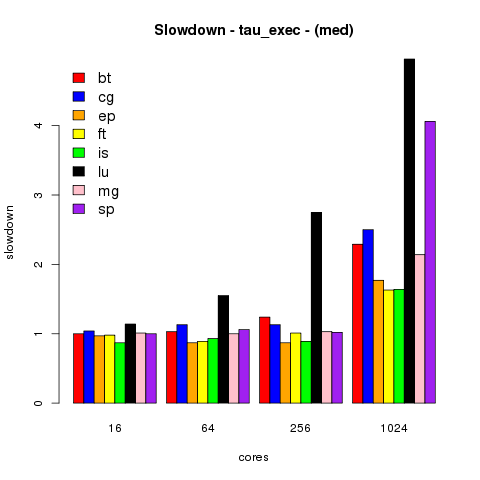 Slowdown - tau_exec - (med)
bt
cg
ep
ft
is
lu
mg
sp
slowdown
4
3
2
1
0
16 64 256 1024
cores